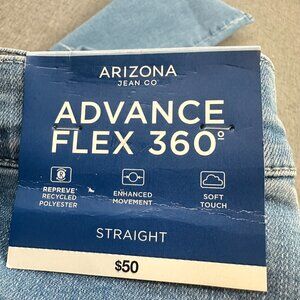 ARIZONA
JEAN CO
ADVANCE
FLEX 360°
REPREVE®
RECYCLED
POLYESTER
ENHANCED
MOVEMENT
SOFT
TOUCH
STRAIGHT
$50